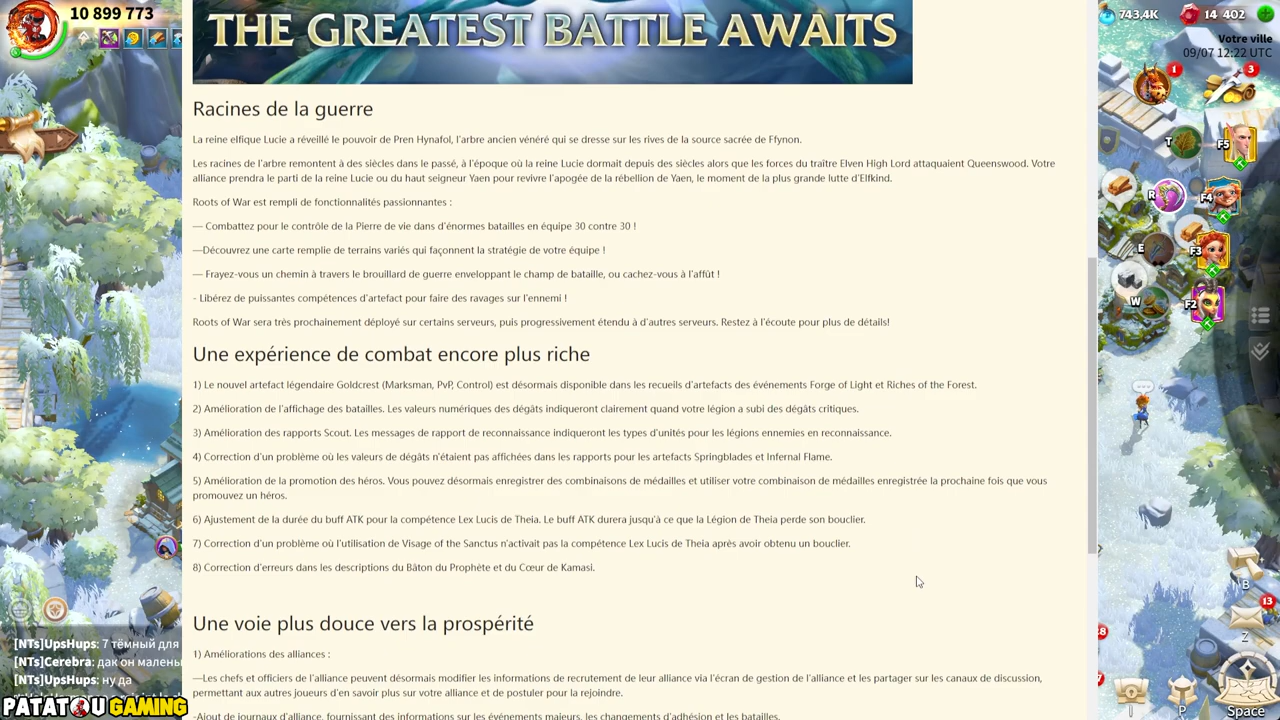 10 899 773
THE GREATEST BATTLE AWAITS
743,4K
14 402
Votre ville
09/07 12:22 UTC
1
3
T
F5
R
F4
E
F3
W
F2
Racines de la guerre
La reine elfique Lucie a réveillé le pouvoir de Pren Hynafol, l'arbre ancien vénéré qui se dresse sur les rives de la source sacrée de Ffynon.
Les racines de l'arbre remontent à des siècles dans le passé, à l'époque où la reine Lucie dormait depuis des siècles alors que les forces du traître Elven High Lord attaquaient Queenswood. Votre
alliance prendra le parti de la reine Lucie ou du haut seigneur Yaen pour revivre l'apogée de la rébellion de Yaen, le moment de la plus grande lutte d'Elfkind.
Roots of War est rempli de fonctionnalités passionnantes :
— Combattez pour le contrôle de la Pierre de vie dans d'énormes batailles en équipe 30 contre 30 !
—Découvrez une carte remplie de terrains variés qui façonnent la stratégie de votre équipe !
— Frayez-vous un chemin à travers le brouillard de guerre enveloppant le champ de bataille, ou cachez-vous à l'affût !
- Libérez de puissantes compétences d'artefact pour faire des ravages sur l'ennemi !
Roots of War sera très prochainement déployé sur certains serveurs, puis progressivement étendu à d'autres serveurs. Restez à l'écoute pour plus de détails!
Une expérience de combat encore plus riche
1) Le nouvel artefact légendaire Goldcrest (Marksman, PvP, Control) est désormais disponible dans les recueils d'artefacts des événements Forge of Light et Riches of the Forest.
2) Amélioration de l'affichage des batailles. Les valeurs numériques des dégâts indiqueront clairement quand votre légion a subi des dégâts critiques.
3) Amélioration des rapports Scout. Les messages de rapport de reconnaissance indiqueront les types d'unités pour les légions ennemies en reconnaissance.
4) Correction d'un problème où les valeurs de dégâts n'étaient pas affichées dans les rapports pour les artefacts Springblades et Infernal Flame.
5) Amélioration de la promotion des héros. Vous pouvez désormais enregistrer des combinaisons de médailles et utiliser votre combinaison de médailles enregistrée la prochaine fois que vous
promouvez un héros.
6) Ajustement de la durée du buff ATK pour la compétence Lex Lucis de Theia. Le buff ATK durera jusqu'à ce que la Légion de Theia perde son bouclier.
7) Correction d'un problème où l'utilisation de Visage of the Sanctus n'activait pas la compétence Lex Lucis de Theia après avoir obtenu un bouclier.
8) Correction d'erreurs dans les descriptions du Bâton du Prophète et du Cœur de Kamasi.
Une voie plus douce vers la prospérité
1) Améliorations des alliances :
—Les chefs et officiers de l'alliance peuvent désormais modifier les informations de recrutement de leur alliance via l'écran de gestion de l'alliance et les partager sur les canaux de discussion,
permettant aux autres joueurs d'en savoir plus sur votre alliance et de postuler pour la rejoindre.
-Ajout de journaux d'alliance, fournissant des informations sur les événements majeurs, les changements d'adhésion et les batailles.
[NTs]UpsHups: 7 тёмный для
[NTs]Cerebra: дак он малены
[NTs]UpsHups: ну да
PATATOU GAMING
B
13
Z
I
P
Space